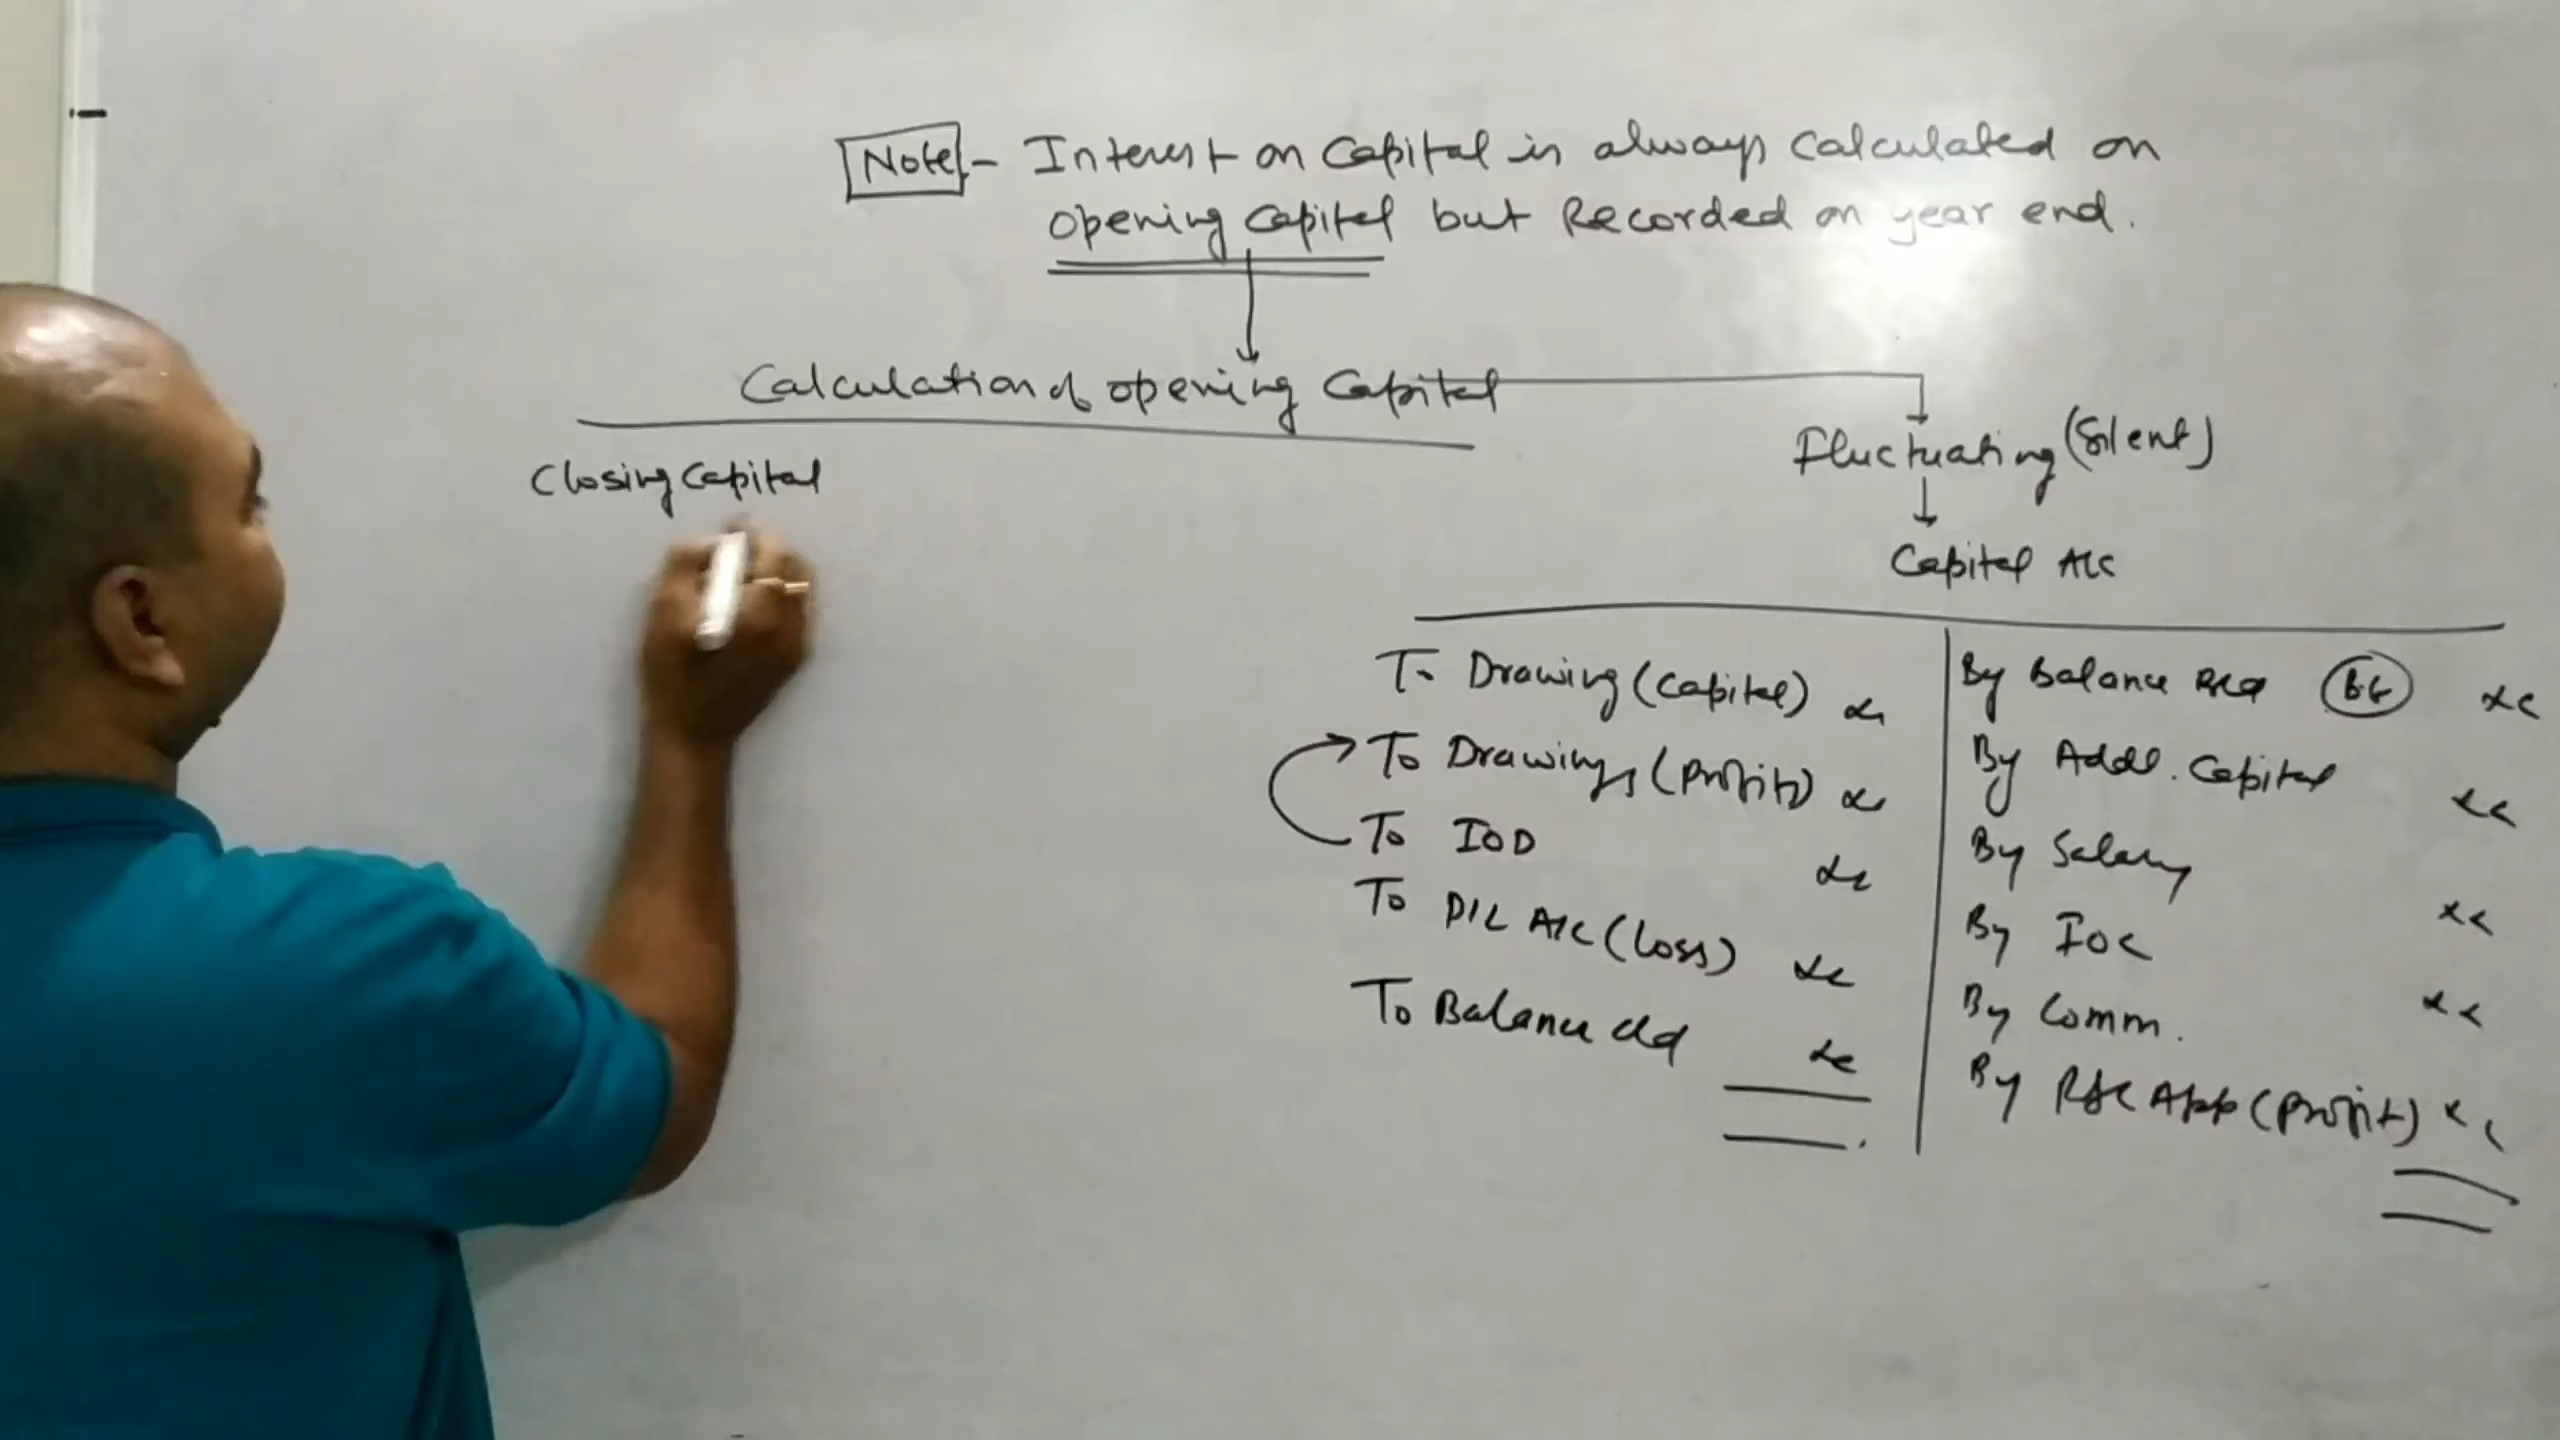 Note - Interest on Capital is always Calculated on
opening Capital but Recorded on year end.
Calculation of opening Capital
Closing Capital
Fluctuating (Silent)
Capital A/c
To Drawing (Capital)
To Drawings (Profit)
To IOD
To P/L A/c (Loss)
To Balance c/d
By Balance b/d
By Addl. Capital
By Salary
By IOC
By Comm.
By P&L App (Profit)